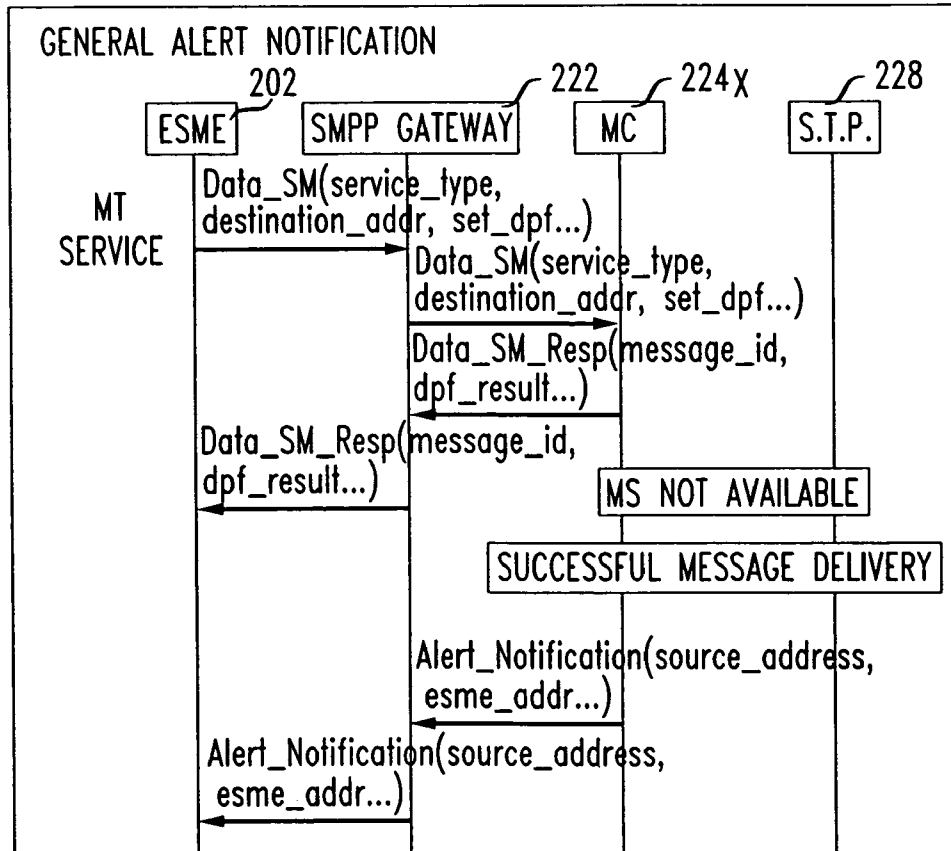 GENERAL ALERT NOTIFICATION
202
222
224X
228
ESME
SMPP GATEWAY
MC
S.T.P.
MT
SERVICE
Data_SM(service_type,
destination_addr, set_dpf...)
Data_SM(service_type,
destination_addr, set_dpf...)
Data_SM_Resp(message_id,
dpf_result...)
Data_SM_Resp(message_id,
dpf_result...)
MS NOT AVAILABLE
SUCCESSFUL MESSAGE DELIVERY
Alert_Notification(source_address,
esme_addr...)
Alert_Notification(source_address,
esme_addr...)